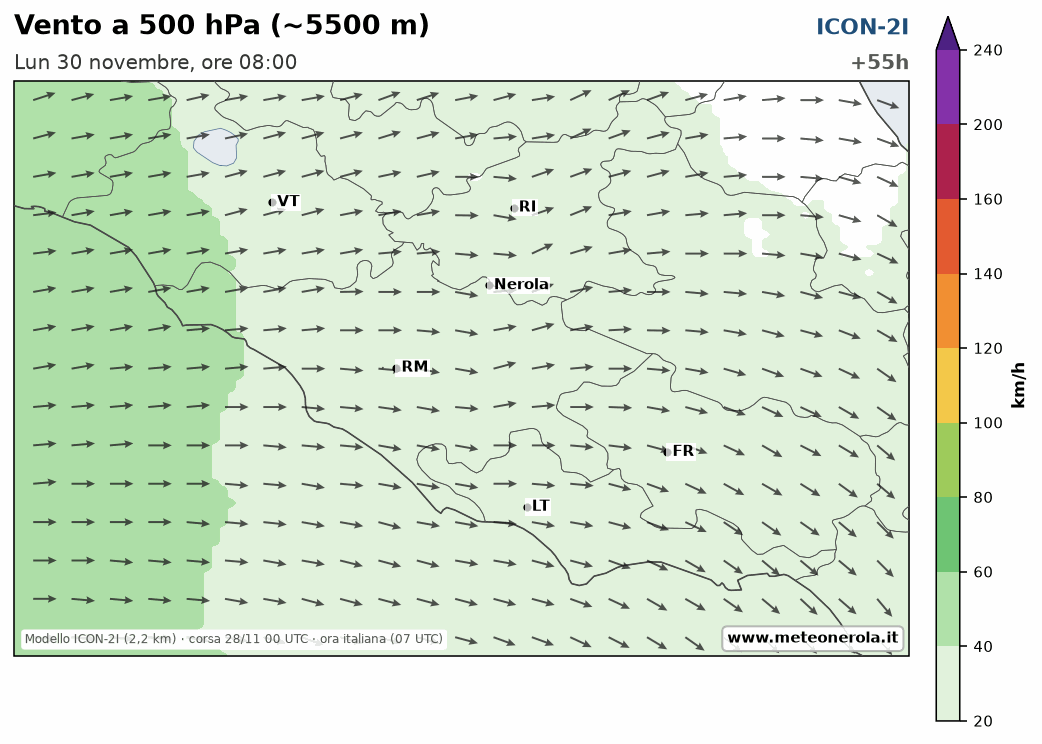 Vento a 500 hPa (~5500 m)
ICON-2I
Lun 30 novembre, ore 08:00
+55h
240
200
160
140
120
100
80
60
40
20
km/h
VT
RI
Nerola
RM
FR
LT
Modello ICON-2I (2,2 km) · corsa 28/11 00 UTC · ora italiana (07 UTC)
www.meteonerola.it